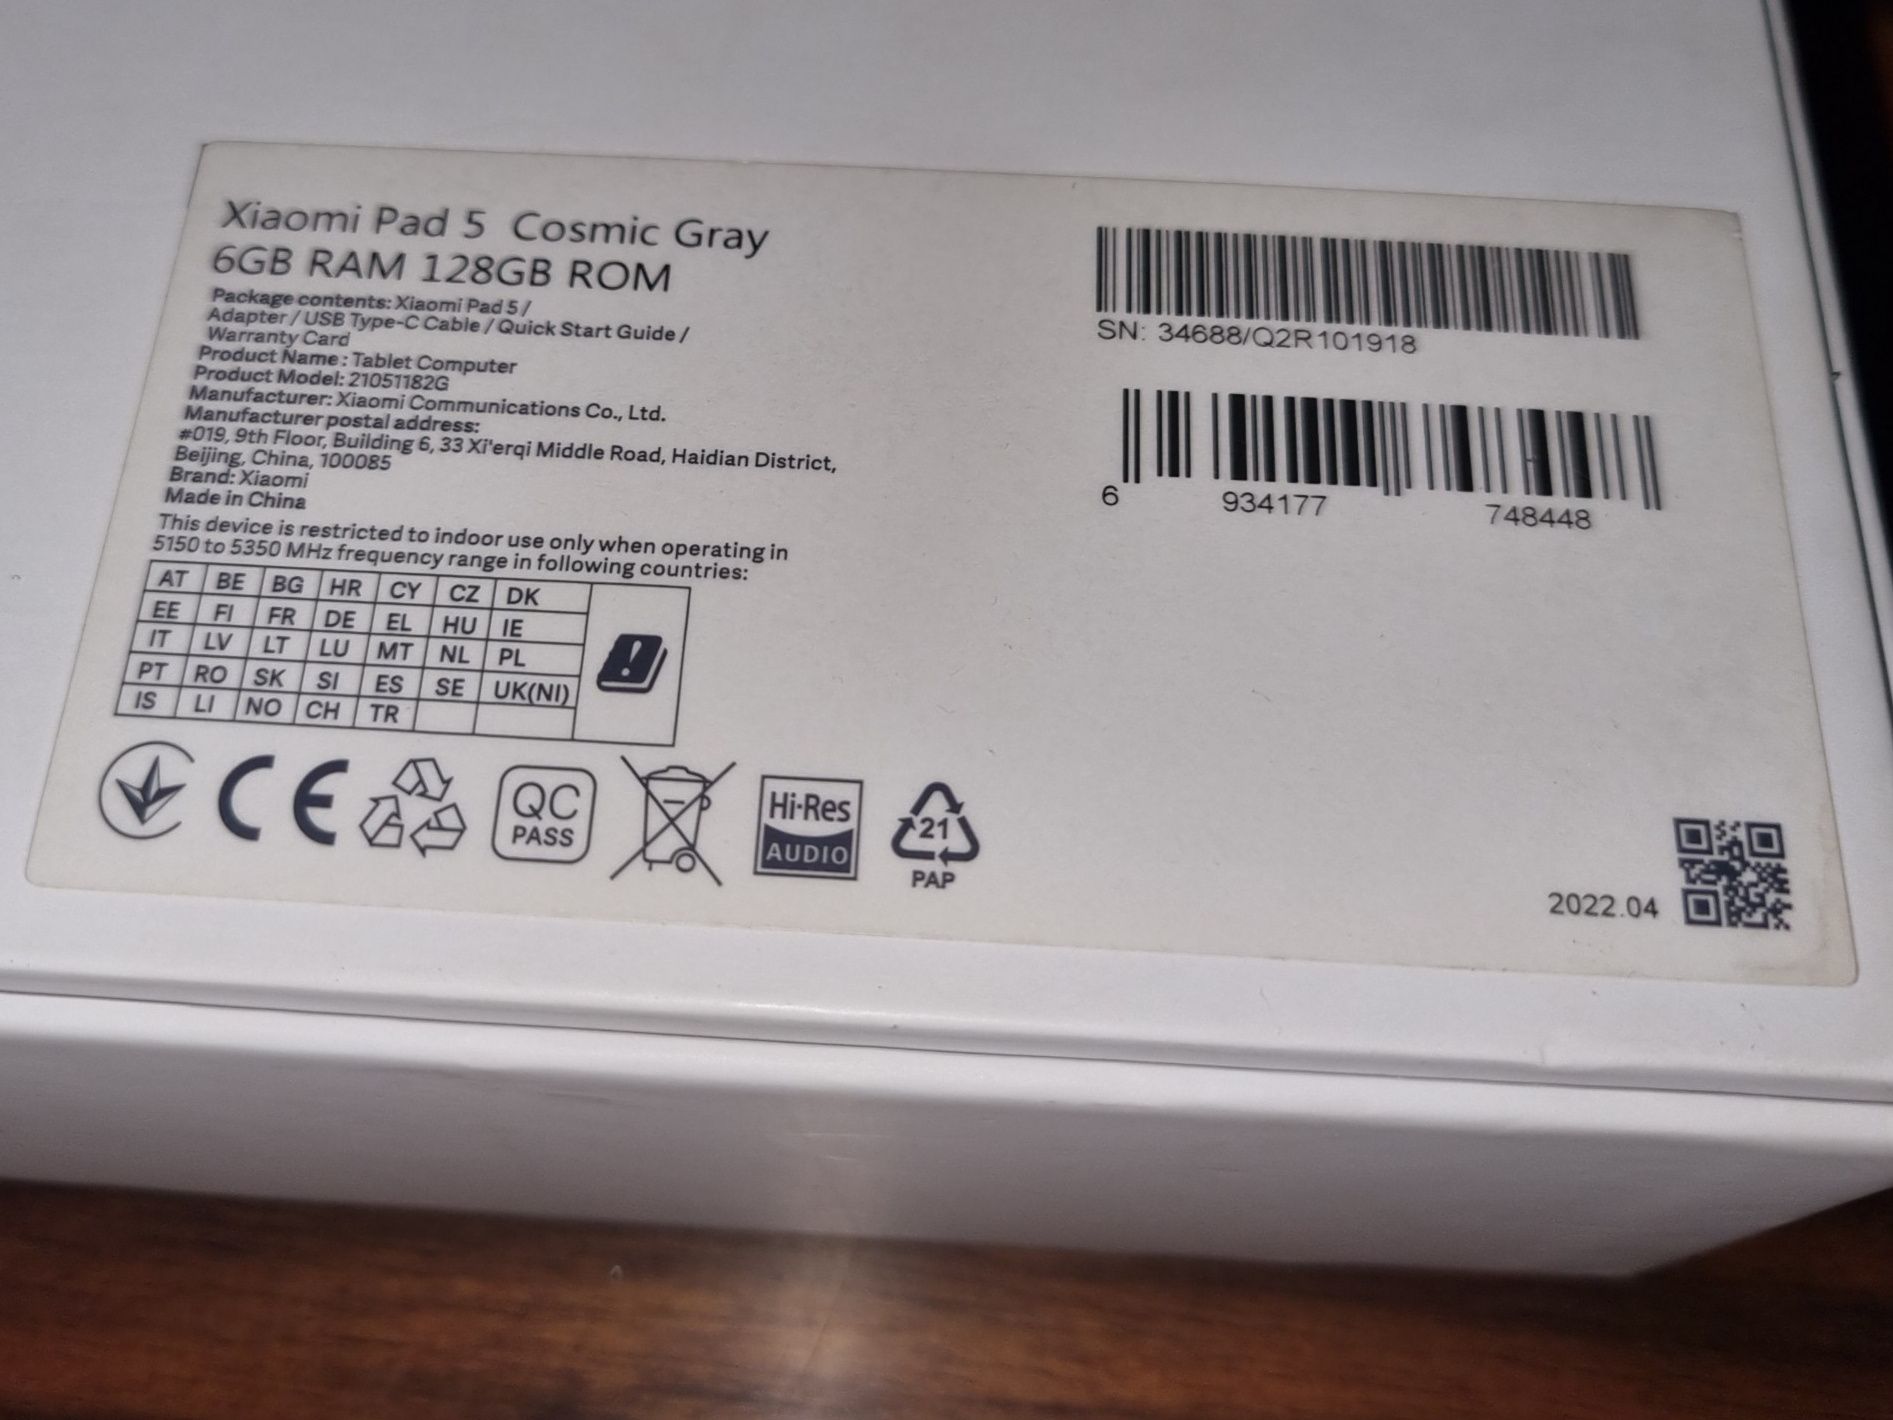 Xiaomi Pad 5 Cosmic Gray
6GB RAM 128GB ROM
Package contents: Xiaomi Pad 5 /
Adapter / USB Type-C Cable / Quick Start Guide /
Warranty Card
Product Name : Tablet Computer
Product Model: 21051182G
Manufacturer: Xiaomi Communications Co., Ltd.
Manufacturer postal address:
#019, 9th Floor, Building 6, 33 Xi'erqi Middle Road, Haidian District,
Beijing, China, 100085
Brand: Xiaomi
Made in China
This device is restricted to indoor use only when operating in
5150 to 5350 MHz frequency range in following countries:
AT BE BG HR CY CZ DK
EE FI FR DE EL HU IE
IT LV LT LU MT NL PL
PT RO SK SI ES SE UK(NI)
IS LI NO CH TR
CE
QC
PASS
Hi-Res
AUDIO
21
PAP
SN: 34688/Q2R101918
6 934177 748448
2022.04